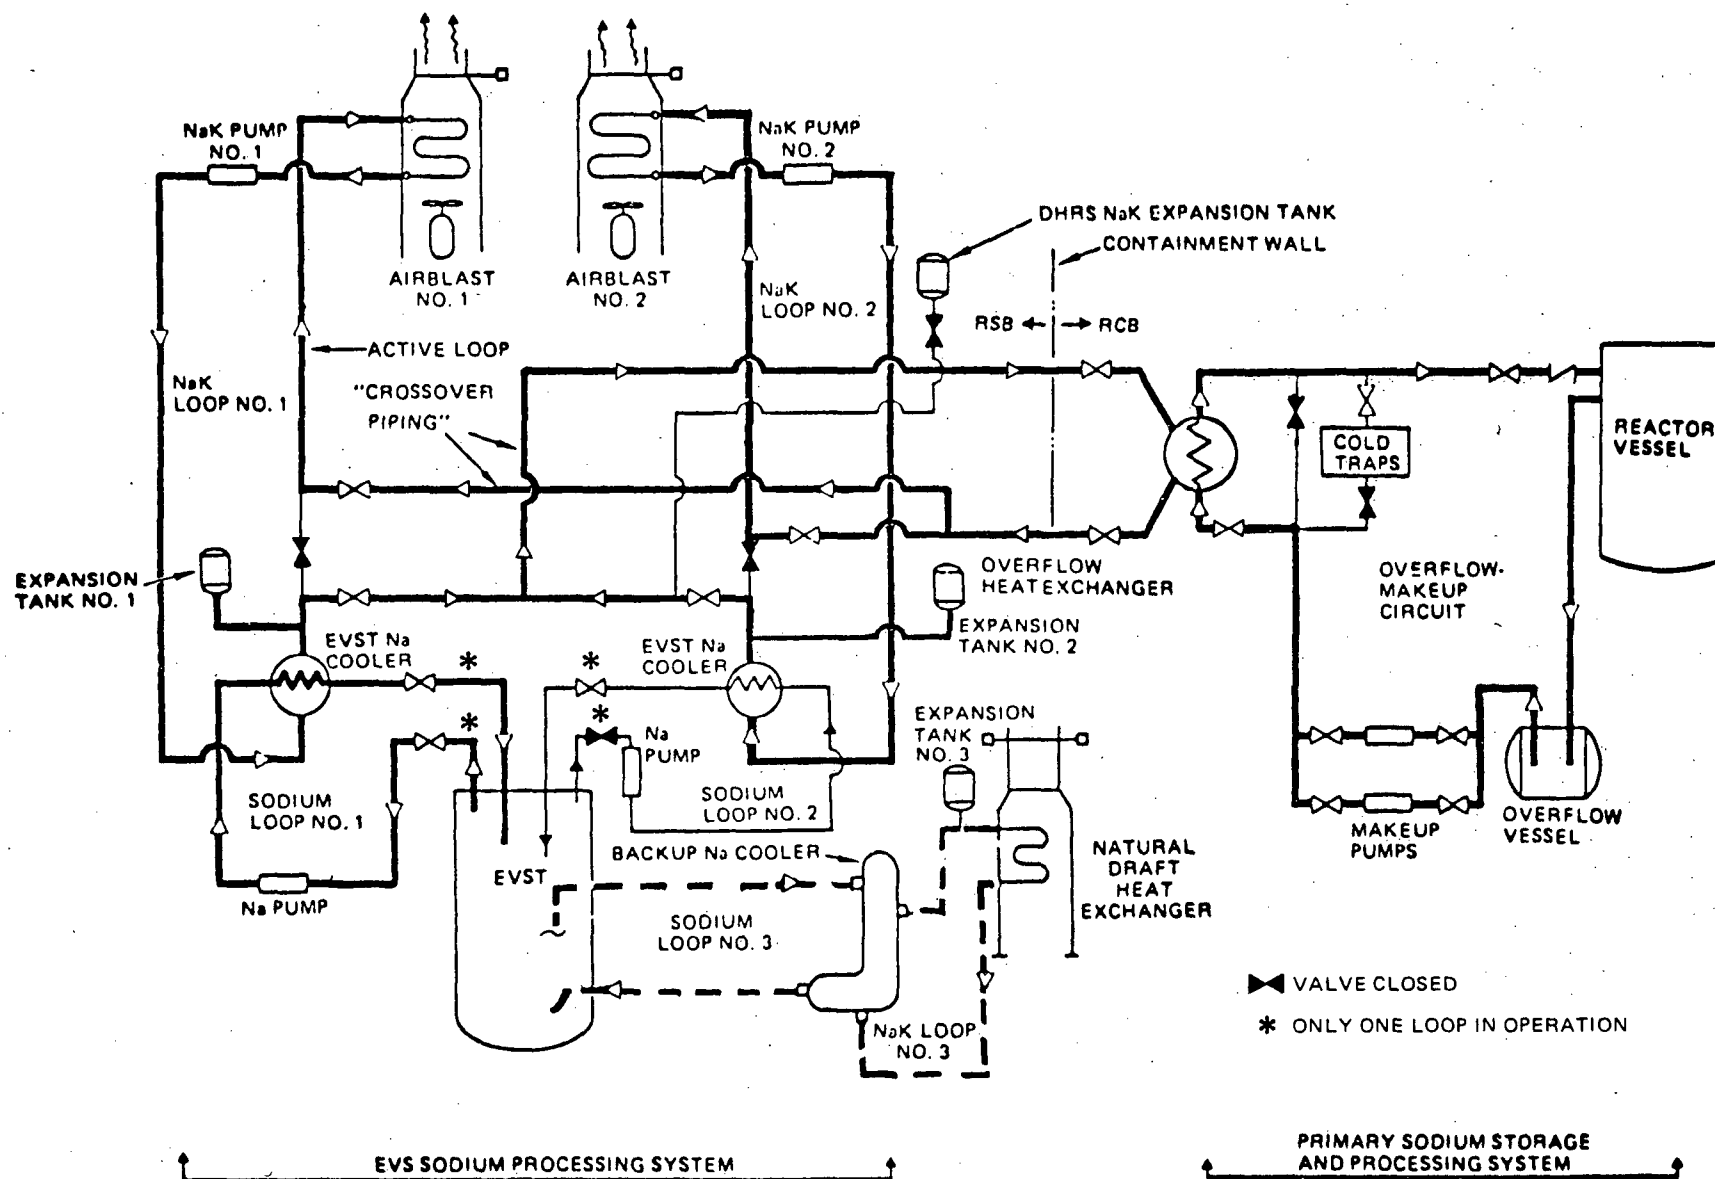 NaK PUMP
NO. 1
AIRBLAST
NO. 1
AIRBLAST
NO. 2
NaK PUMP
NO. 2
NaK
LOOP NO. 2
DHRS NaK EXPANSION TANK
CONTAINMENT WALL
RSB
RCB
ACTIVE LOOP
NaK
LOOP NO. 1
"CROSSOVER
PIPING"
COLD
TRAPS
REACTOR
VESSEL
EXPANSION
TANK NO. 1
OVERFLOW
HEAT EXCHANGER
OVERFLOW-
MAKEUP
CIRCUIT
EVST Na
COOLER
*
*
EVST Na
COOLER
*
*
EXPANSION
TANK NO. 2
Na
PUMP
EXPANSION
TANK
NO. 3
SODIUM
LOOP NO. 1
SODIUM
LOOP NO. 2
Na PUMP
EVST
BACKUP Na COOLER
SODIUM
LOOP NO. 3
NaK LOOP
NO. 3
NATURAL
DRAFT
HEAT
EXCHANGER
MAKEUP
PUMPS
OVERFLOW
VESSEL
VALVE CLOSED
* ONLY ONE LOOP IN OPERATION
EVS SODIUM PROCESSING SYSTEM
PRIMARY SODIUM STORAGE
AND PROCESSING SYSTEM